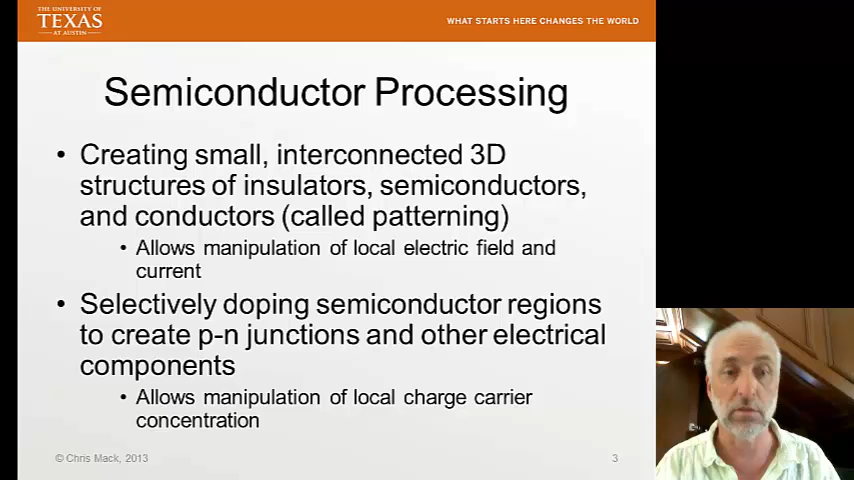 THE UNIVERSITY OF
TEXAS
AT AUSTIN
WHAT STARTS HERE CHANGES THE WORLD
Semiconductor Processing
• Creating small, interconnected 3D
structures of insulators, semiconductors,
and conductors (called patterning)
• Allows manipulation of local electric field and
current
• Selectively doping semiconductor regions
to create p-n junctions and other electrical
components
• Allows manipulation of local charge carrier
concentration
© Chris Mack, 2013
3